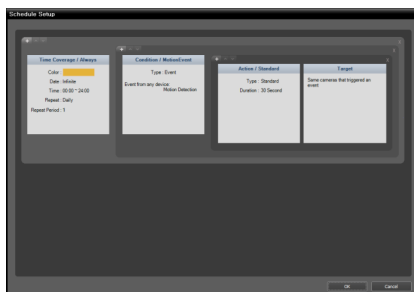 Schedule Setup
Time Coverage / Always
Color :
Date : Infinite
Time : 00:00 ~ 24:00
Repeat : Daily
Repeat Period : 1
Condition / MotionEvent
Type : Event
Event from any device
Motion Detection
Action / Standard
Type : Standard
Duration : 30 Second
Target
Same cameras that triggered an
event
OK
Cancel